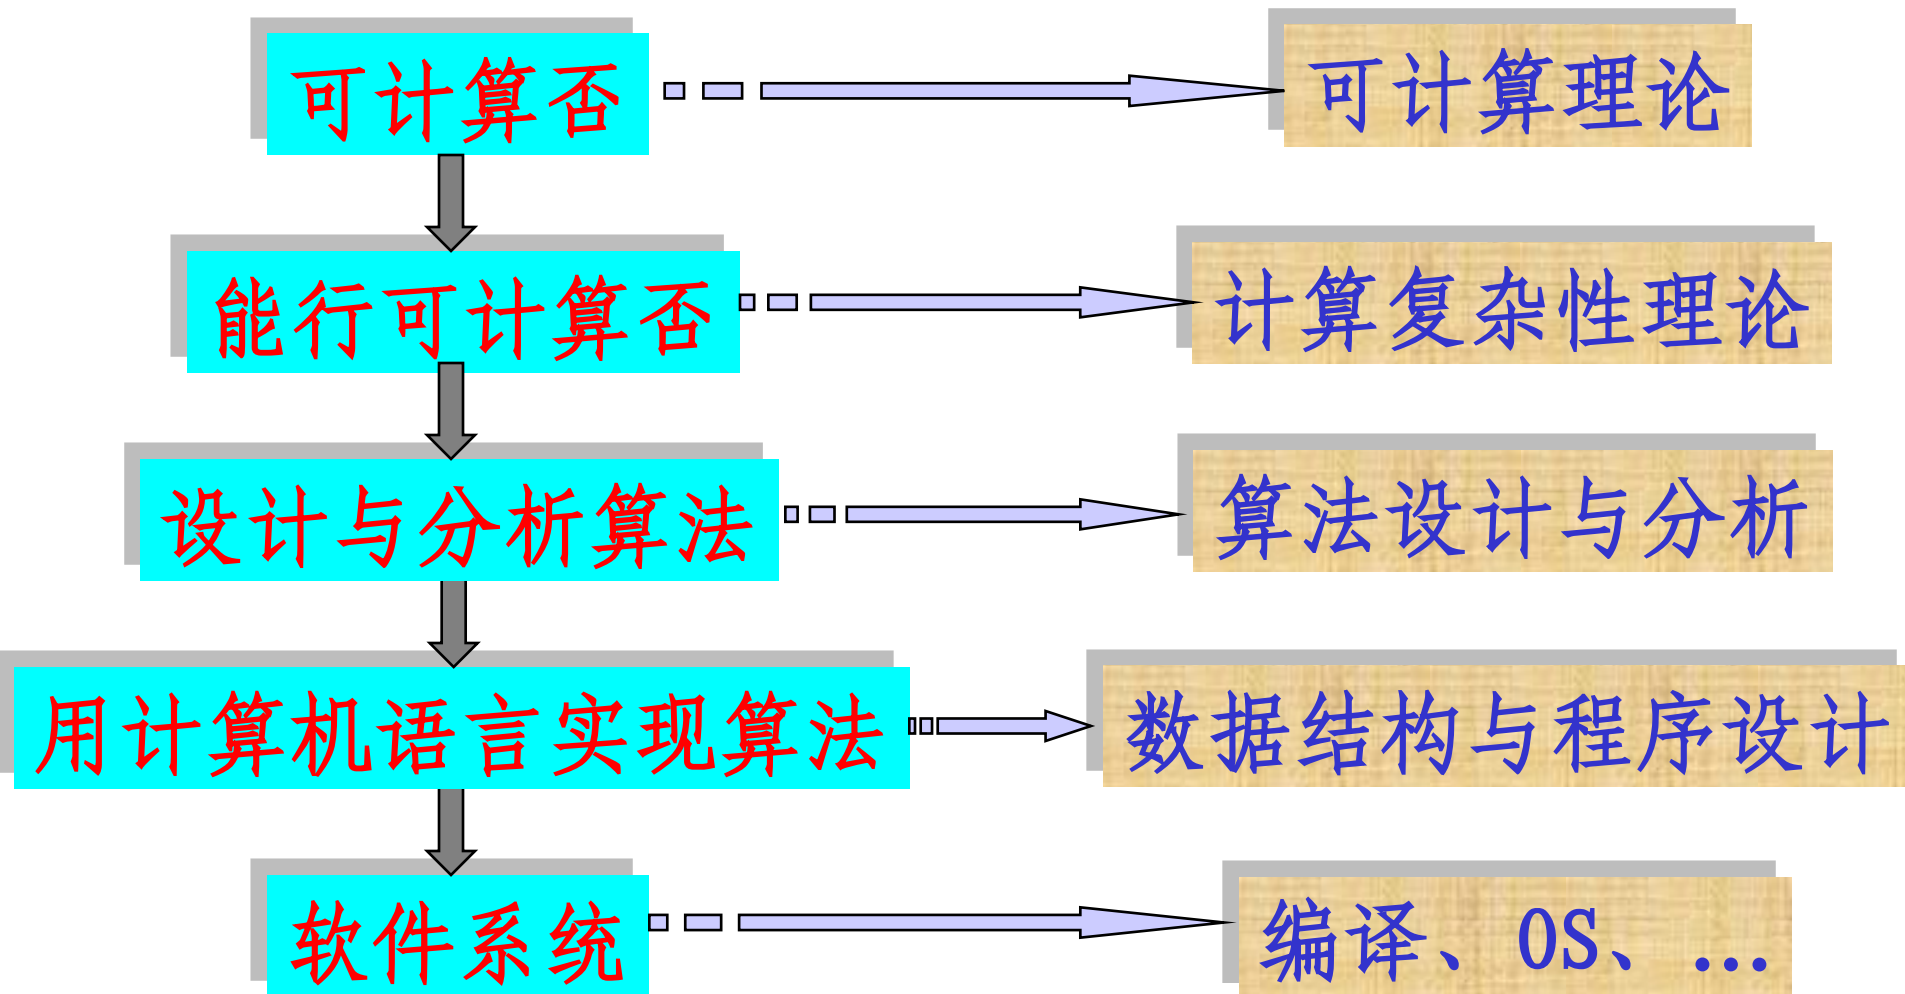 可计算否
可计算理论
能行可计算否
计算复杂性理论
设计与分析算法
算法设计与分析
用计算机语言实现算法
数据结构与程序设计
软件系统
编译、OS、…